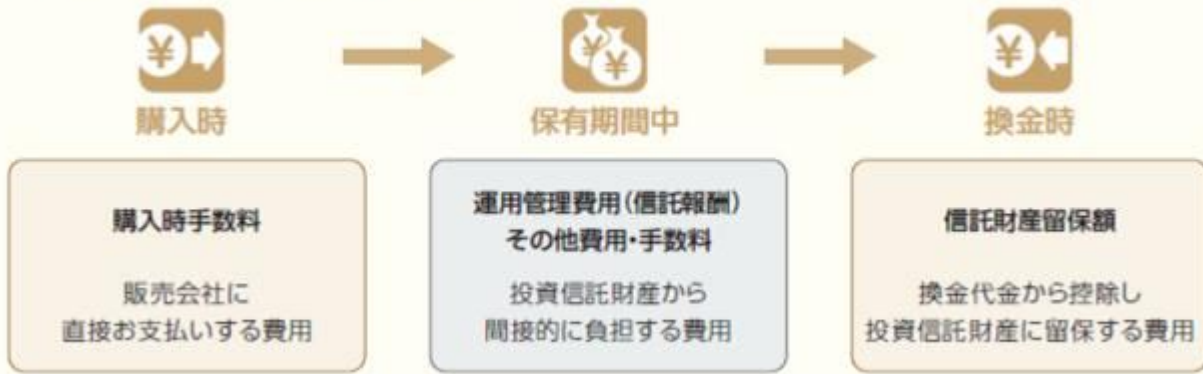 ¥
購入時
購入時手数料
販売会社に
直接お支払いする費用
¥
¥
保有期間中
運用管理費用(信託報酬)
その他費用・手数料
投資信託財産から
間接的に負担する費用
¥
換金時
信託財産留保額
換金代金から控除し
投資信託財産に留保する費用